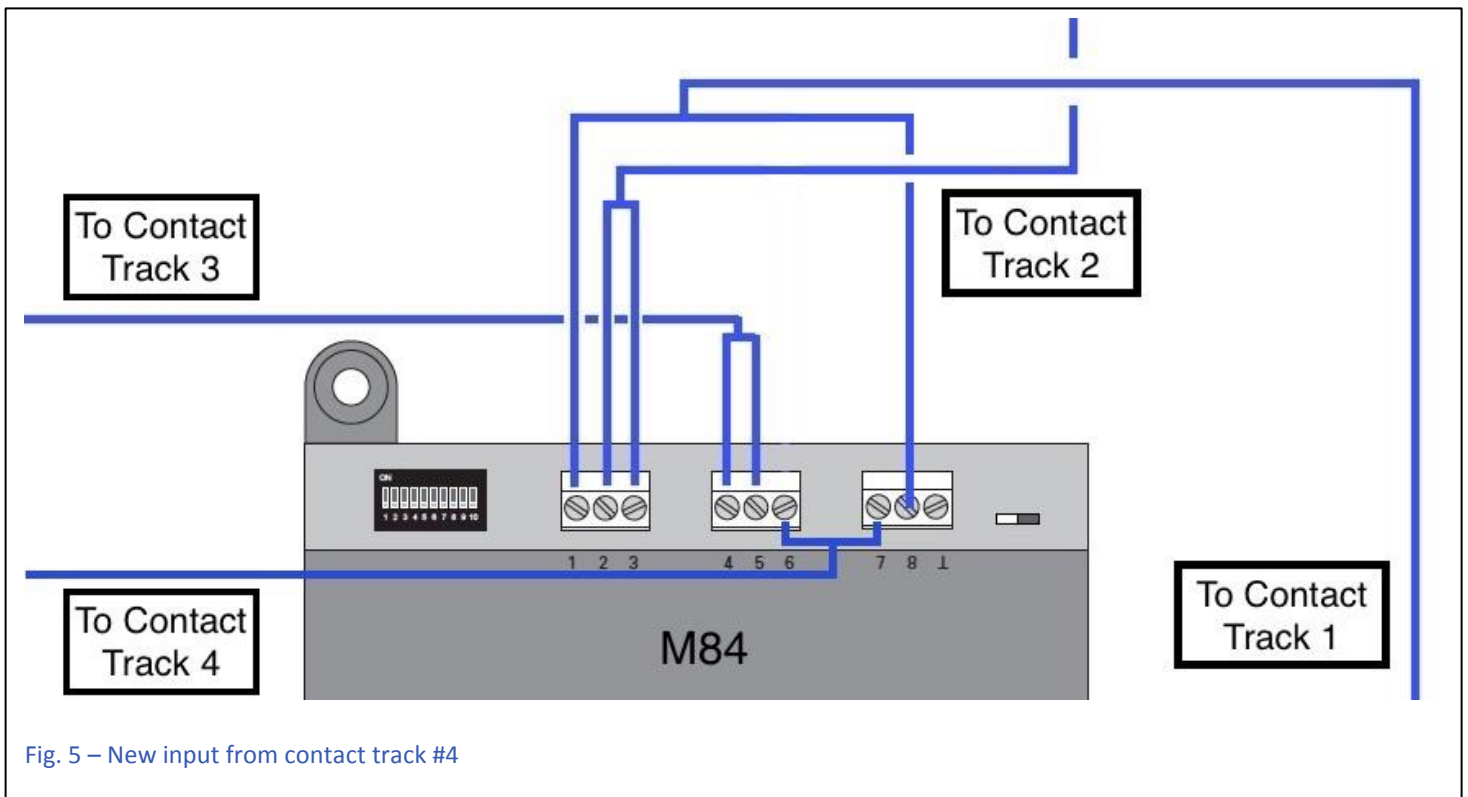 To Contact
Track 3
To Contact
Track 2
ON
1 2 3 4 5 6 7 8 9 10
1 2 3 4 5 6 7 8 ⊥
To Contact
Track 4
M84
To Contact
Track 1
Fig. 5 – New input from contact track #4